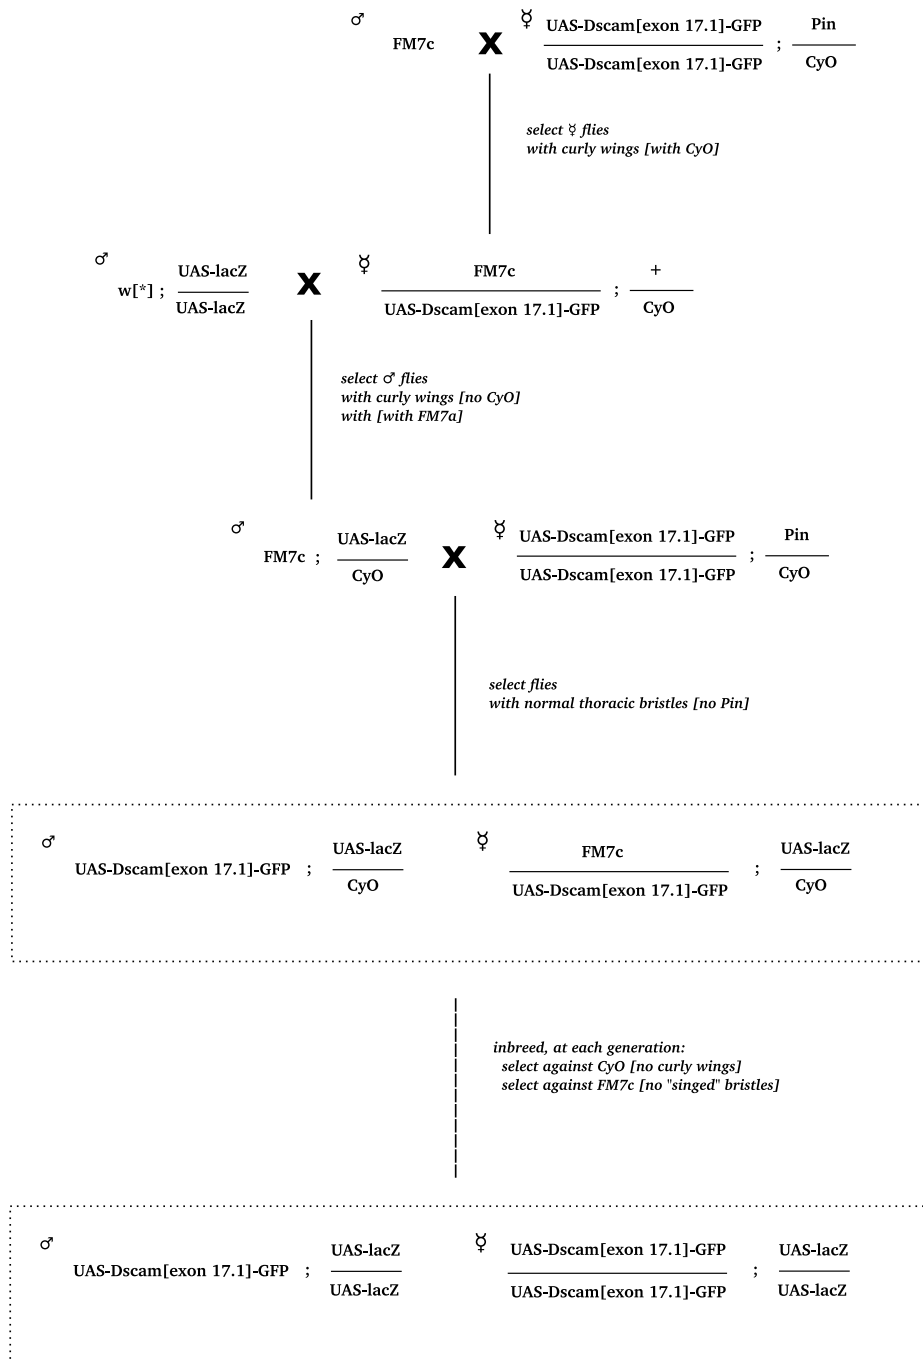 ♂ FM7c X ☿ UAS-Dscam[exon 17.1]-GFP ; Pin
UAS-Dscam[exon 17.1]-GFP CyO
select ☿ flies
with curly wings [with CyO]
♂ w[*] ; UAS-lacZ X ☿ FM7c ; +
UAS-lacZ UAS-Dscam[exon 17.1]-GFP CyO
select ♂ flies
with curly wings [no CyO]
with [with FM7a]
♂ FM7c ; UAS-lacZ X ☿ UAS-Dscam[exon 17.1]-GFP ; Pin
CyO UAS-Dscam[exon 17.1]-GFP CyO
select flies
with normal thoracic bristles [no Pin]
♂ UAS-Dscam[exon 17.1]-GFP ; UAS-lacZ ☿ FM7c ; UAS-lacZ
CyO UAS-Dscam[exon 17.1]-GFP CyO
inbreed, at each generation:
select against CyO [no curly wings]
select against FM7c [no "singed" bristles]
♂ UAS-Dscam[exon 17.1]-GFP ; UAS-lacZ ☿ UAS-Dscam[exon 17.1]-GFP ; UAS-lacZ
UAS-lacZ UAS-Dscam[exon 17.1]-GFP UAS-lacZ